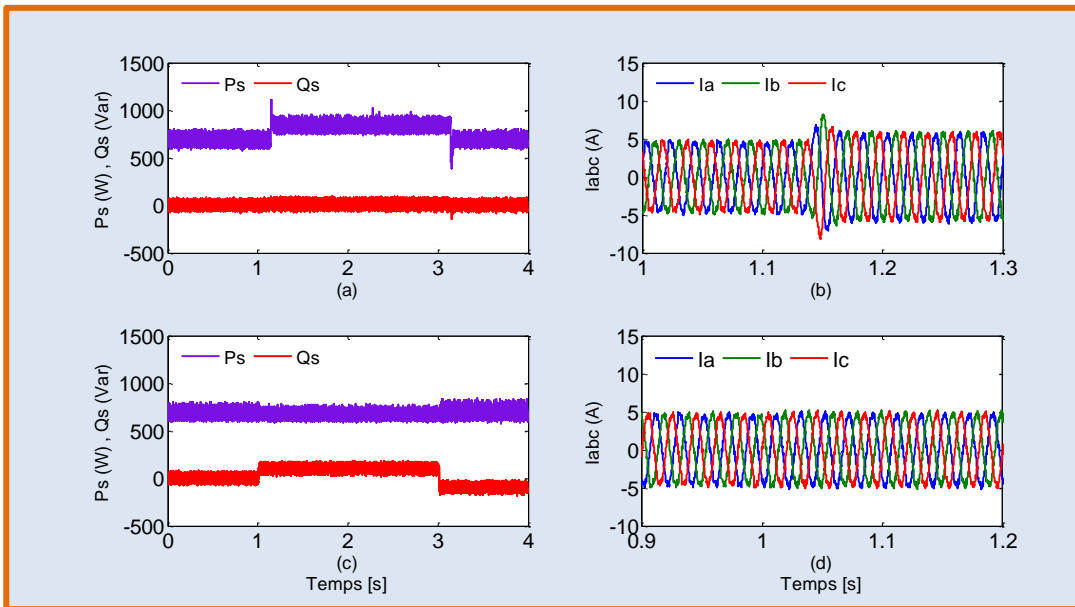 1500
1000
500
0
-500
Ps (W) , Qs (Var)
Ps Qs
0 1 2 3 4
(a)
15
10
5
0
-5
-10
Iabc (A)
Ia Ib Ic
1 1.1 1.2 1.3
(b)
1500
1000
500
0
-500
Ps (W) , Qs (Var)
Ps Qs
0 1 2 3 4
(c)
Temps [s]
15
10
5
0
-5
-10
Iabc (A)
Ia Ib Ic
0.9 1 1.1 1.2
(d)
Temps [s]